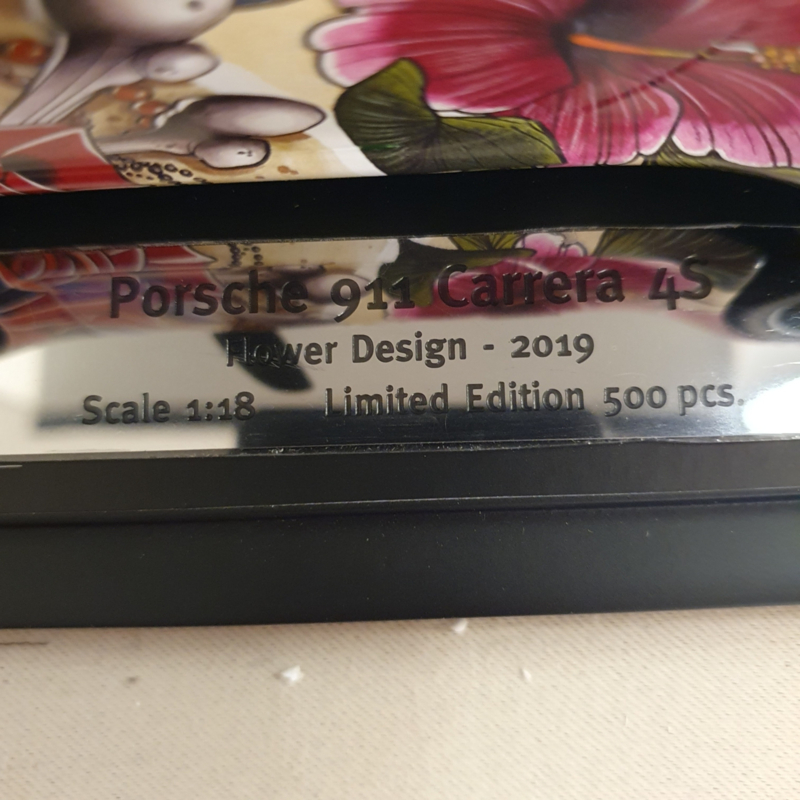 Porsche 911 Carrera 4S
Flower Design - 2019
Scale 1:18 Limited Edition 500 pcs.